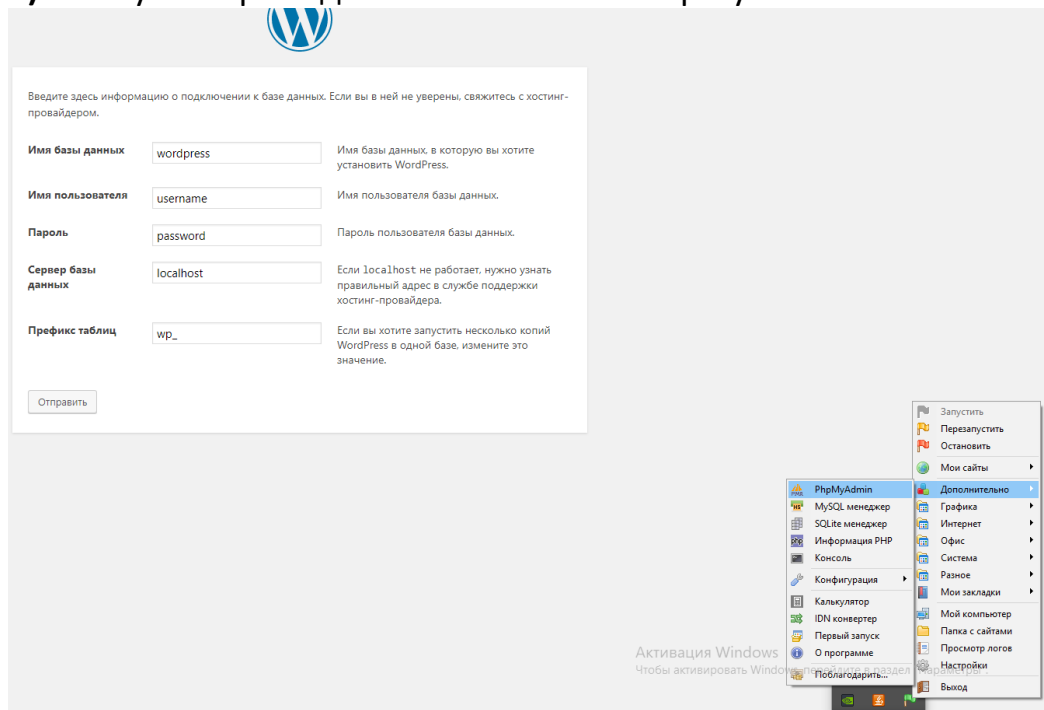 Введите здесь информацию о подключении к базе данных. Если вы в ней не уверены, свяжитесь с хостинг-
провайдером.
Имя базы данных
wordpress
Имя базы данных, в которую вы хотите
установить WordPress.
Имя пользователя
username
Имя пользователя базы данных.
Пароль
password
Пароль пользователя базы данных.
Сервер базы
данных
localhost
Если localhost не работает, нужно узнать
правильный адрес в службе поддержки
хостинг-провайдера.
Префикс таблиц
wp_
Если вы хотите запустить несколько копий
WordPress в одной базе, измените это
значение.
Отправить
Запустить
Перезапустить
Остановить
Мои сайты
Дополнительно
Графика
Интернет
Офис
Система
Разное
Мои закладки
Мой компьютер
Папка с сайтами
Просмотр логов
Настройки
Выход
PhpMyAdmin
MySQL менеджер
SQLite менеджер
Информация PHP
Консоль
Конфигурация
Калькулятор
IDN конвертер
Первый запуск
О программе
Поблагодарить...
Активация Windows
Чтобы активировать Windows, перейдите в раздел